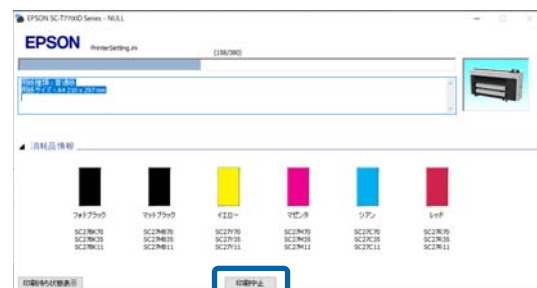 EPSON SC-T7700D Series - NULL
EPSON
PrinterSetting.ini
(158/380)
用紙種類 : 普通紙
用紙サイズ : A4 210 x 297 mm
消耗品情報
フォトブラック マットブラック イエロー マゼンタ シアン レッド
SC27BK70 SC27MB70 SC27Y70 SC27M70 SC27C70 SC27R70
SC27BK35 SC27MB35 SC27Y35 SC27M35 SC27C35 SC27R35
SC27BK11 SC27MB11 SC27Y11 SC27M11 SC27C11 SC27R11
印刷待ち状態表示 印刷中止